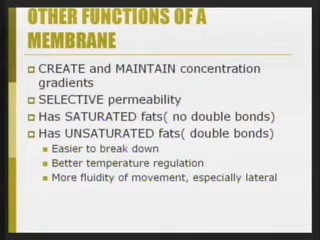 OTHER FUNCTIONS OF A
MEMBRANE
CREATE and MAINTAIN concentration
gradients
SELECTIVE permeability
Has SATURATED fats( no double bonds)
Has UNSATURATED fats( double bonds)
Easier to break down
Better temperature regulation
More fluidity of movement, especially lateral